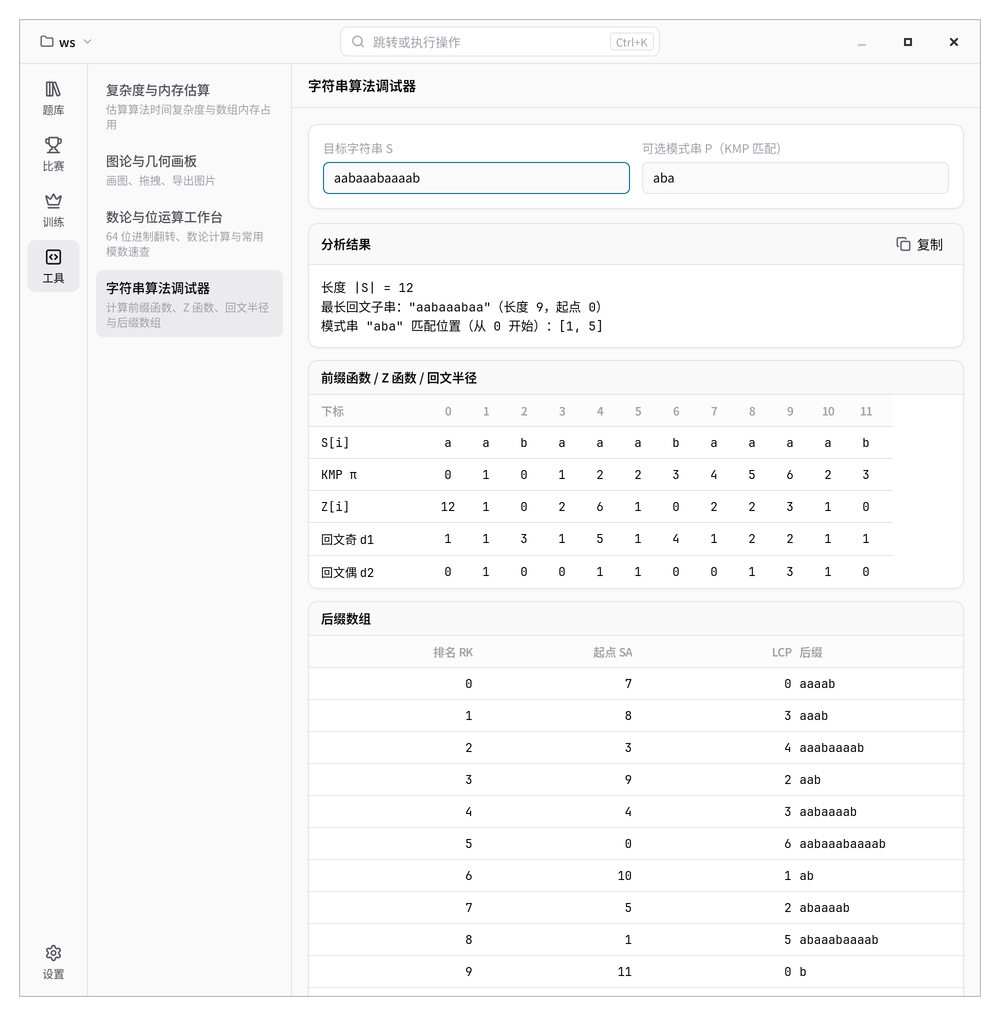 ws
跳转或执行操作
Ctrl+K
题库
比赛
训练
工具
设置
复杂度与内存估算
估算算法时间复杂度与数组内存占
用
图论与几何画板
画图、拖拽、导出图片
数论与位运算工作台
64 位进制翻转、数论计算与常用
模数速查
字符串算法调试器
计算前缀函数、Z 函数、回文半径
与后缀数组
字符串算法调试器
目标字符串 S
可选模式串 P（KMP 匹配）
aabaaabaaaab
aba
分析结果
复制
长度 |S| = 12
最长回文子串："aabaaabaa"（长度 9，起点 0）
模式串 "aba" 匹配位置（从 0 开始）：[1, 5]
前缀函数 / Z 函数 / 回文半径
下标 0 1 2 3 4 5 6 7 8 9 10 11
S[i] a a b a a a b a a a a b
KMP π 0 1 0 1 2 2 3 4 5 6 2 3
Z[i] 12 1 0 2 6 1 0 2 2 3 1 0
回文奇 d1 1 1 3 1 5 1 4 1 2 2 1 1
回文偶 d2 0 1 0 0 1 1 0 0 1 3 1 0
后缀数组
排名 RK 起点 SA LCP 后缀
0 7 0 aaaab
1 8 3 aaab
2 3 4 aaabaaaab
3 9 2 aab
4 4 3 aabaaaab
5 0 6 aabaaabaaaab
6 10 1 ab
7 5 2 abaaaab
8 1 5 abaaabaaaab
9 11 0 b